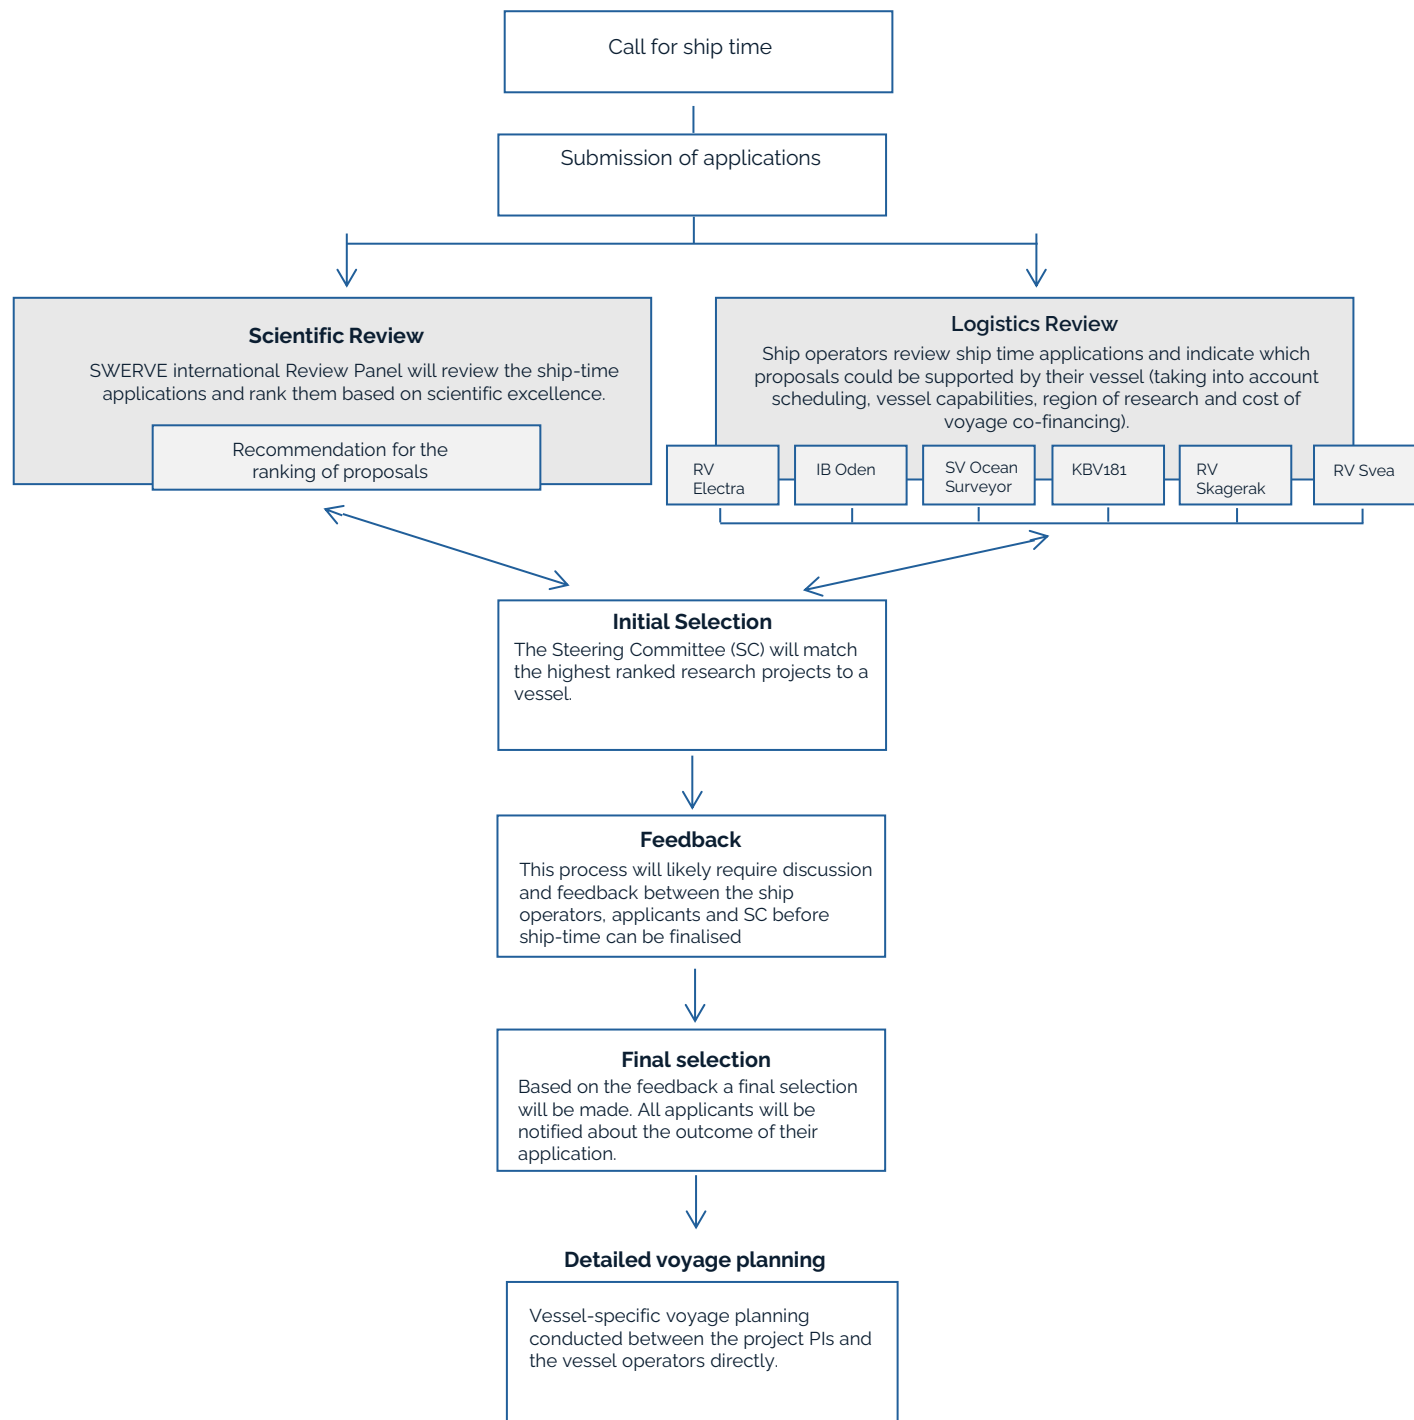 Call for ship time
Submission of applications
Scientific Review
SWERVE international Review Panel will review the ship-time
applications and rank them based on scientific excellence.
Recommendation for the
ranking of proposals
Logistics Review
Ship operators review ship time applications and indicate which
proposals could be supported by their vessel (taking into account
scheduling, vessel capabilities, region of research and cost of
voyage co-financing).
RV
Electra
IB Oden
SV Ocean
Surveyor
KBV181
RV
Skagerak
RV Svea
Initial Selection
The Steering Committee (SC) will match
the highest ranked research projects to a
vessel.
Feedback
This process will likely require discussion
and feedback between the ship
operators, applicants and SC before
ship-time can be finalised
Final selection
Based on the feedback a final selection
will be made. All applicants will be
notified about the outcome of their
application.
Detailed voyage planning
Vessel-specific voyage planning
conducted between the project PIs and
the vessel operators directly.